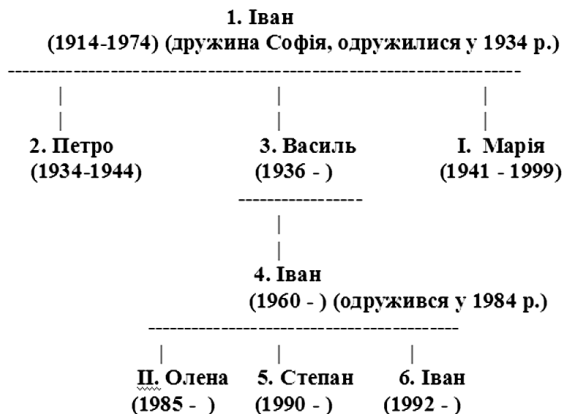 1. Іван
(1914-1974) (дружина Софія, одружилися у 1934 р.)
2. Петро 3. Василь I. Марія
(1934-1944) (1936 - ) (1941 - 1999)
4. Іван
(1960 - ) (одружився у 1984 р.)
II. Олена 5. Степан 6. Іван
(1985 - ) (1990 - ) (1992 - )